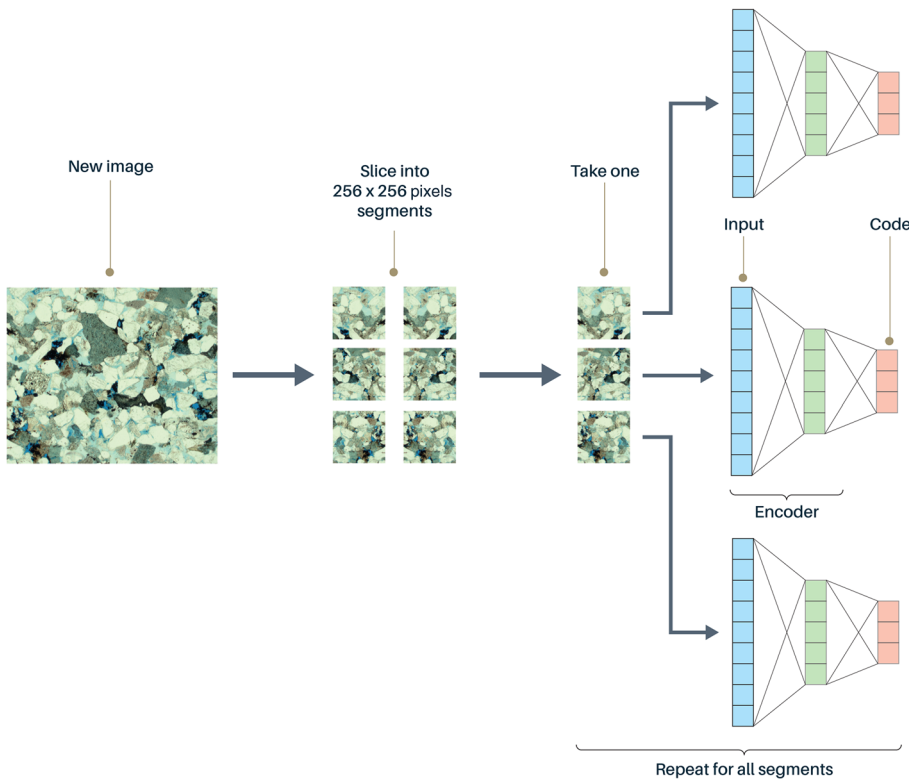 New image
Slice into
256 x 256 pixels
segments
Take one
Input
Code
Encoder
Repeat for all segments